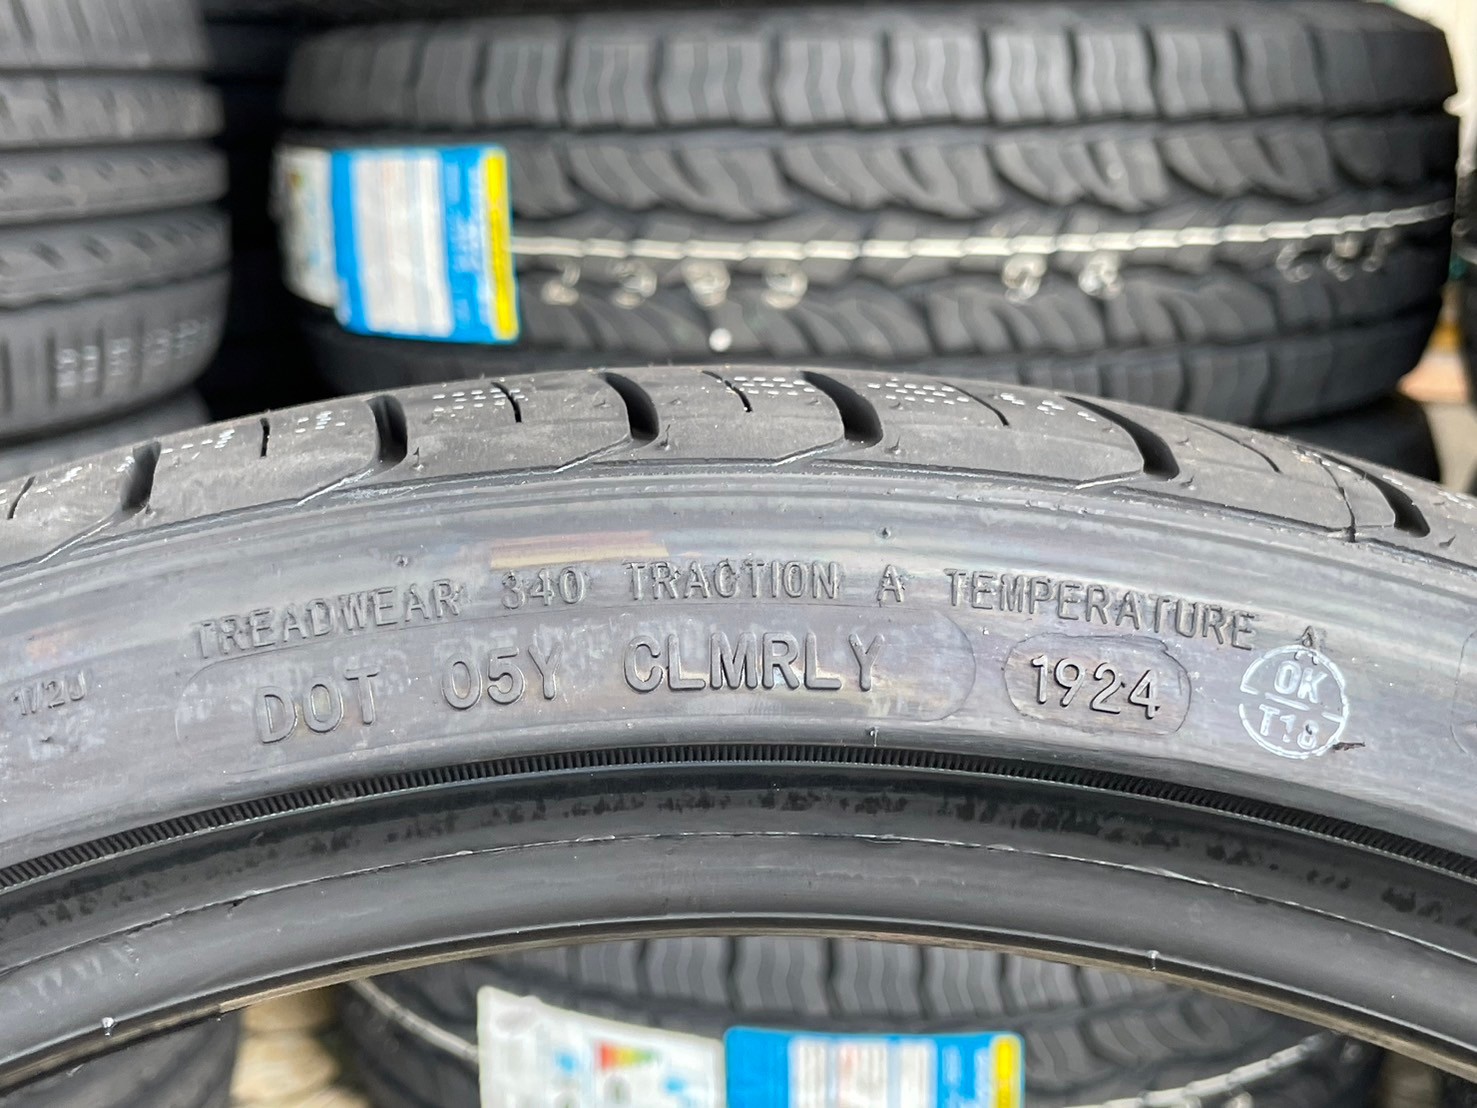 TREADWEAR 340 TRACTION A TEMPERATURE A
DOT 05Y CLMRLY 1924
OK
T18
1/2J